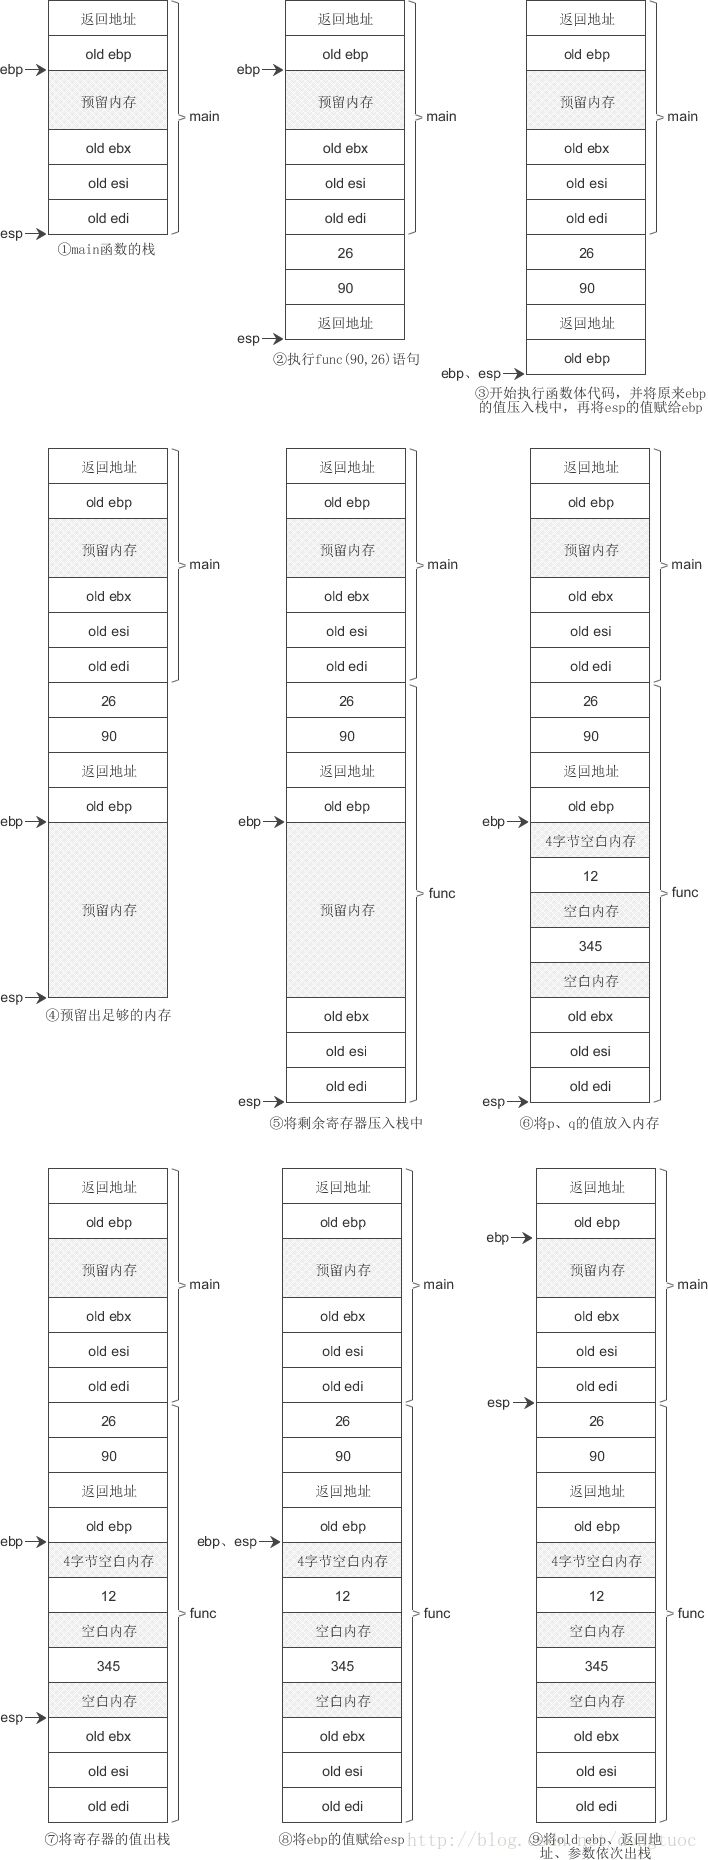 返回地址
old ebp
ebp
预留内存
main
old ebx
old esi
old edi
esp
①main函数的栈
返回地址
old ebp
ebp
预留内存
main
old ebx
old esi
old edi
26
90
返回地址
esp
②执行func(90,26)语句
返回地址
old ebp
预留内存
main
old ebx
old esi
old edi
26
90
返回地址
old ebp
ebp、esp
③开始执行函数体代码，并将原来ebp
的值压入栈中，再将esp的值赋给ebp
返回地址
old ebp
预留内存
main
old ebx
old esi
old edi
26
90
返回地址
old ebp
ebp
预留内存
esp
④预留出足够的内存
返回地址
old ebp
预留内存
main
old ebx
old esi
old edi
26
90
返回地址
old ebp
ebp
预留内存
func
old ebx
old esi
old edi
esp
⑤将剩余寄存器压入栈中
返回地址
old ebp
预留内存
main
old ebx
old esi
old edi
26
90
返回地址
old ebp
ebp
4字节空白内存
12
func
空白内存
345
空白内存
old ebx
old esi
old edi
esp
⑥将p、q的值放入内存
返回地址
old ebp
预留内存
main
old ebx
old esi
old edi
26
90
返回地址
old ebp
ebp
4字节空白内存
12
func
空白内存
345
空白内存
esp
old ebx
old esi
old edi
⑦将寄存器的值出栈
返回地址
old ebp
预留内存
main
old ebx
old esi
old edi
26
90
返回地址
old ebp
ebp、esp
4字节空白内存
12
func
空白内存
345
空白内存
old ebx
old esi
old edi
⑧将ebp的值赋给esp
返回地址
old ebp
ebp
预留内存
main
old ebx
old esi
old edi
esp
26
90
返回地址
old ebp
4字节空白内存
12
func
空白内存
345
空白内存
old ebx
old esi
old edi
⑨将old ebp、返回地
址、参数依次出栈